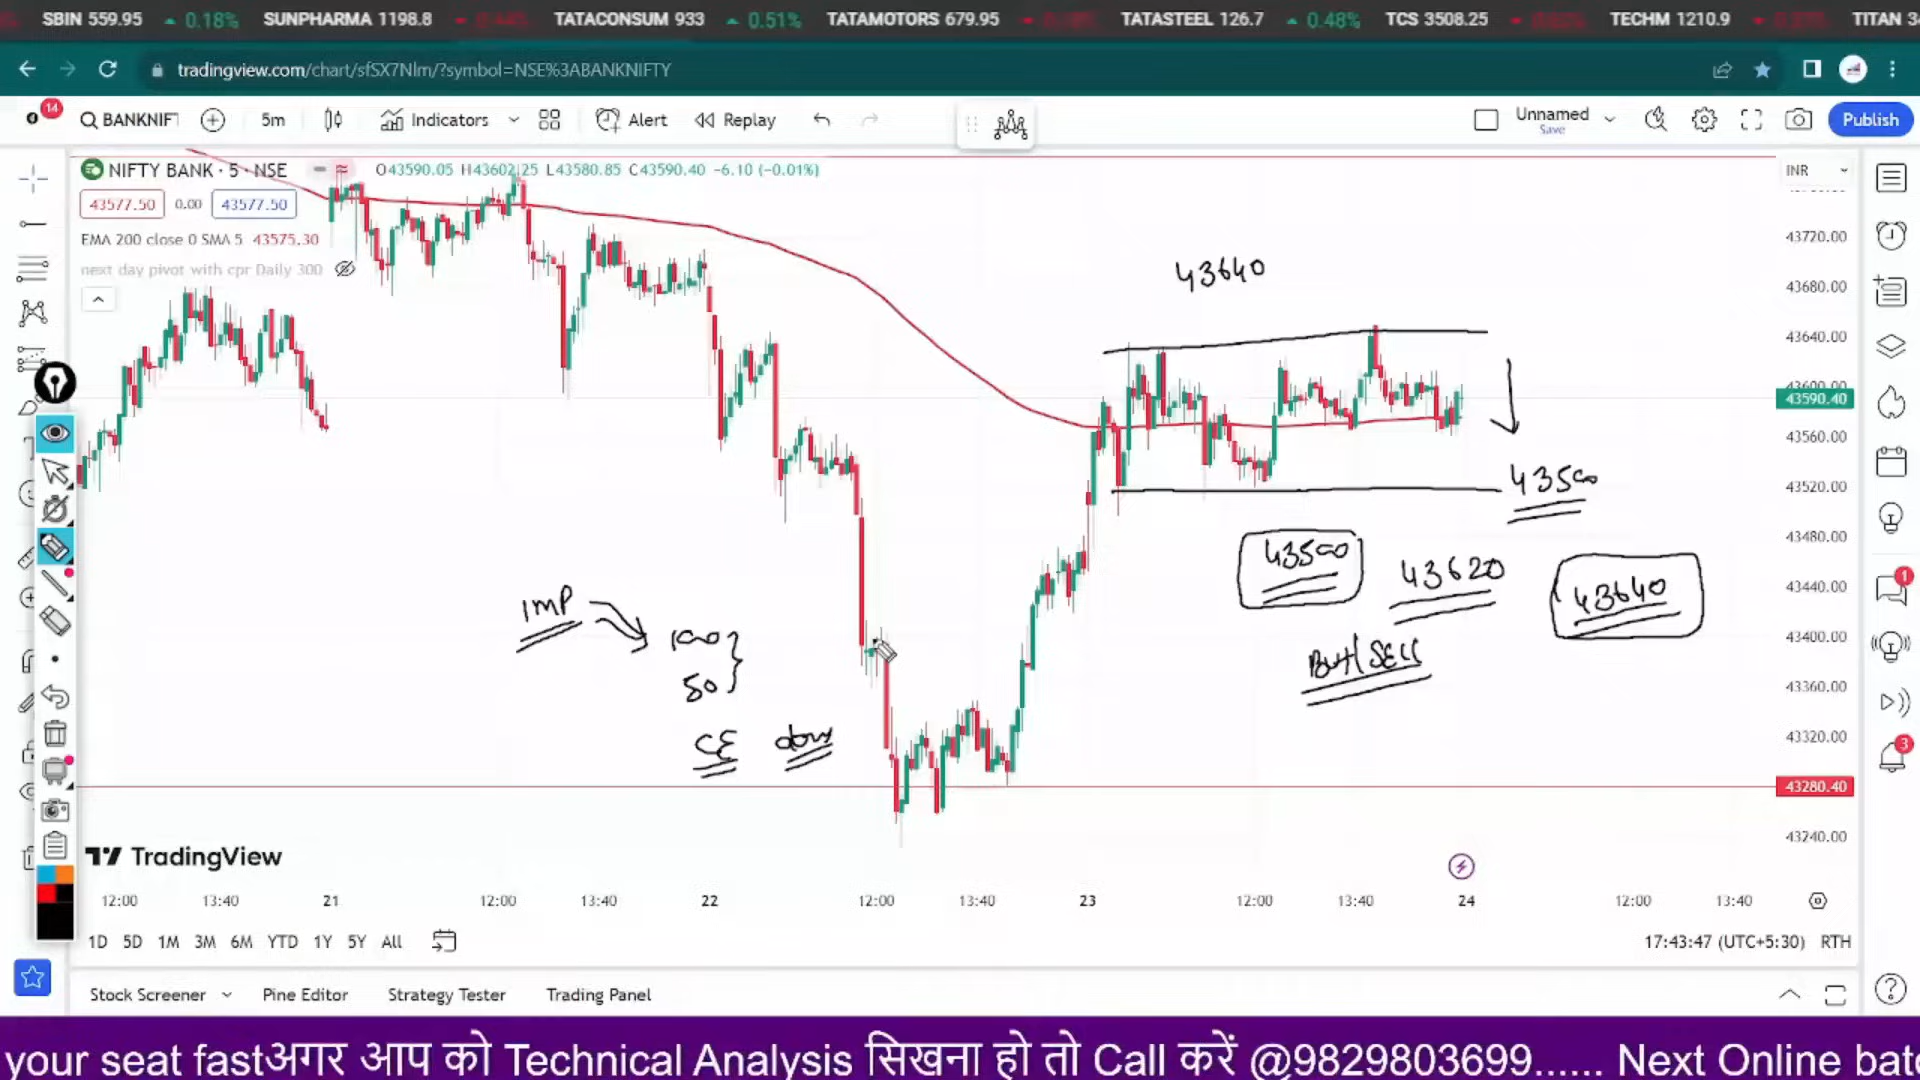 SBIN 559.95 ▲ 0.18% SUNPHARMA 1198.8 TATACONSUM 933 ▲ 0.51% TATAMOTORS 679.95 TATASTEEL 126.7 ▲ 0.48% TCS 3508.25 TECHM 1210.9 TITAN
tradingview.com/chart/sfSX7Nlm/?symbol=NSE%3ABANKNIFTY
14
BANKNIFT 5m Indicators Alert Replay Unnamed Save Publish
NIFTY BANK · 5 · NSE O43590.05 H43602.25 L43580.85 C43590.40 −6.10 (−0.01%) INR
43577.50 0.00 43577.50
EMA 200 close 0 SMA 5 43575.30
next day pivot with cpr Daily 300
43720.00
43680.00
43640.00
43600.00
43590.40
43560.00
43520.00
43480.00
43440.00
43400.00
43360.00
43320.00
43280.40
43240.00
43640
43500
43500 43620 43640
Buy/SELL
IMP 100
50
CE down
1
3
TradingView
12:00 13:40 21 12:00 13:40 22 12:00 13:40 23 12:00 13:40 24 12:00 13:40
1D 5D 1M 3M 6M YTD 1Y 5Y All 17:43:47 (UTC+5:30) RTH
Stock Screener Pine Editor Strategy Tester Trading Panel
your seat fastअगर आप को Technical Analysis सिखना हो तो Call करें @9829803699...... Next Online bat